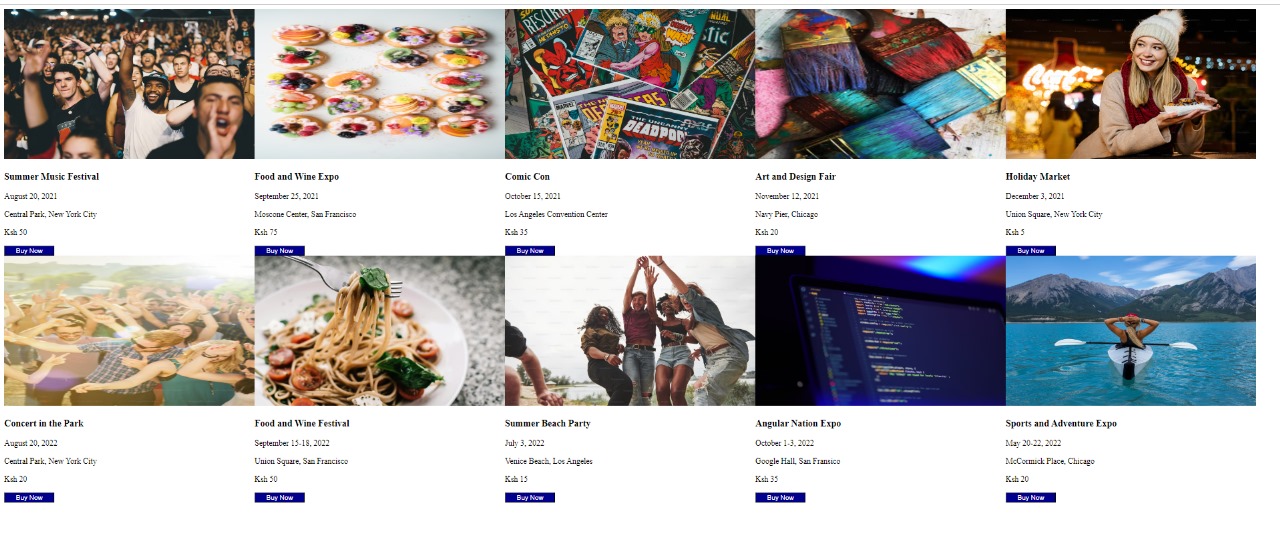 RESURRE
MARVEL
THE UNCANNY
DEADPOOL
Summer Music Festival
August 20, 2021
Central Park, New York City
Ksh 50
Buy Now
Food and Wine Expo
September 25, 2021
Moscone Center, San Francisco
Ksh 75
Buy Now
Comic Con
October 15, 2021
Los Angeles Convention Center
Ksh 35
Buy Now
Art and Design Fair
November 12, 2021
Navy Pier, Chicago
Ksh 20
Buy Now
Holiday Market
December 3, 2021
Union Square, New York City
Ksh 5
Buy Now
Concert in the Park
August 20, 2022
Central Park, New York City
Ksh 20
Buy Now
Food and Wine Festival
September 15-18, 2022
Union Square, San Francisco
Ksh 50
Buy Now
Summer Beach Party
July 3, 2022
Venice Beach, Los Angeles
Ksh 15
Buy Now
Angular Nation Expo
October 1-3, 2022
Google Hall, San Fransico
Ksh 35
Buy Now
Sports and Adventure Expo
May 20-22, 2022
McCormick Place, Chicago
Ksh 20
Buy Now